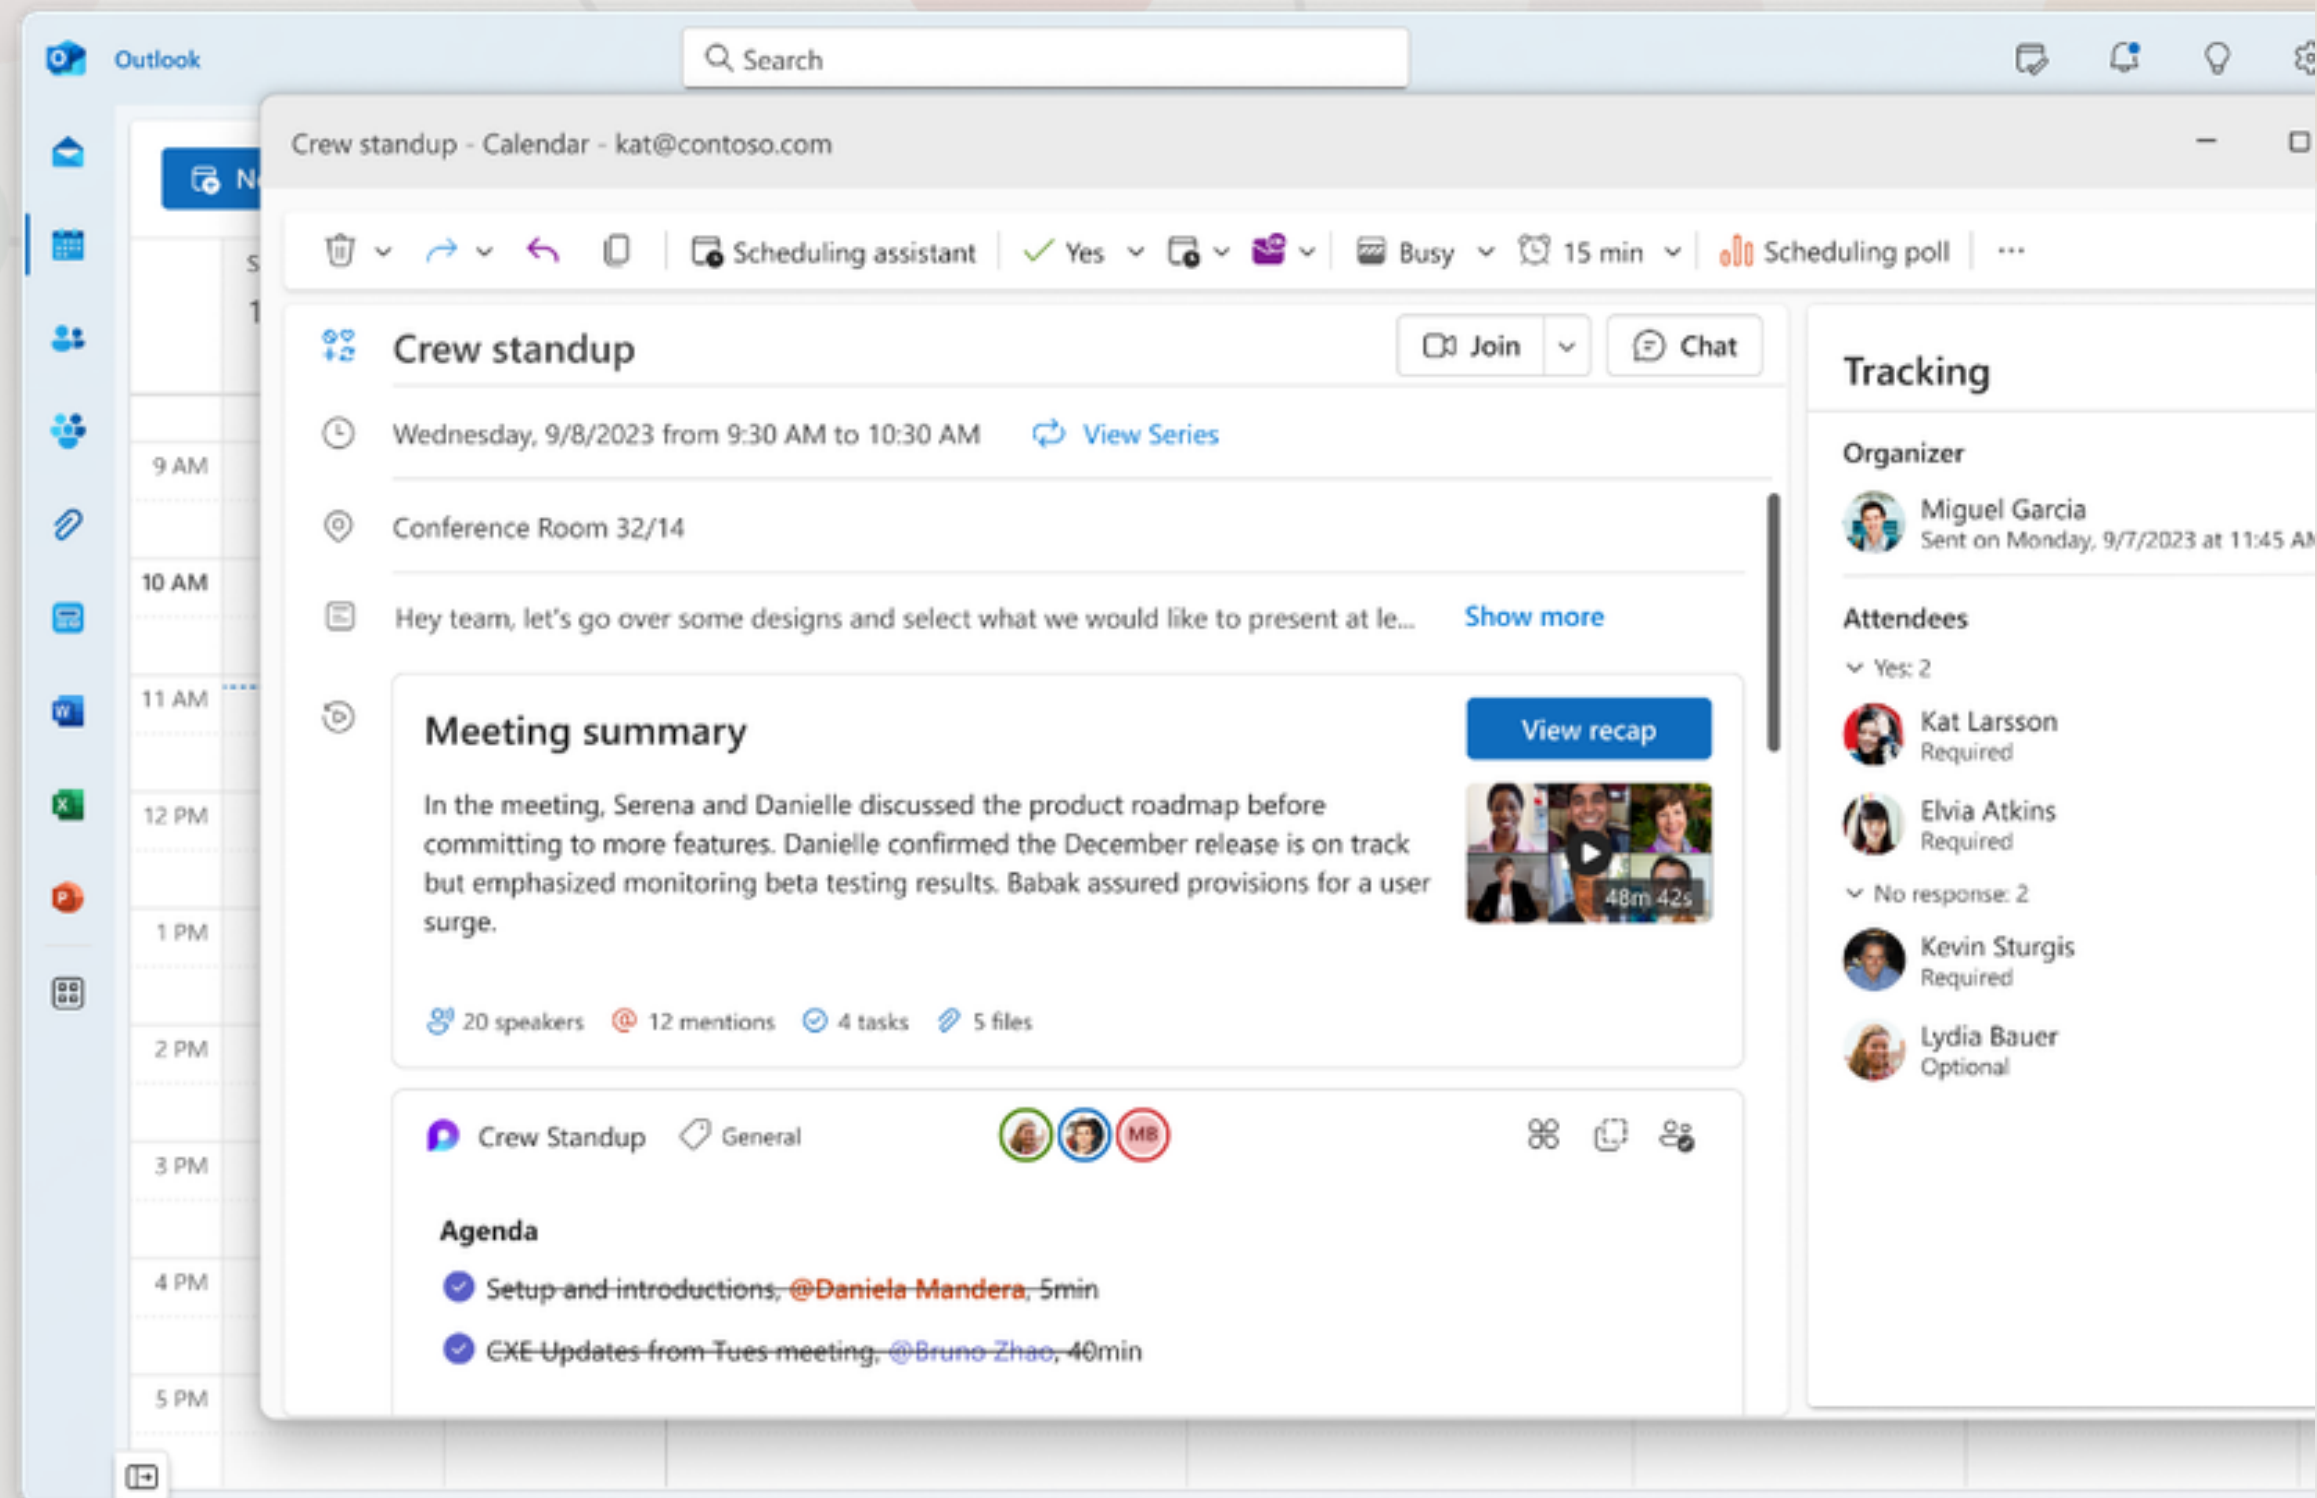 Outlook
Search
Crew standup - Calendar - kat@contoso.com
Scheduling assistant
Yes
Busy
15 min
Scheduling poll
Crew standup
Join
Chat
Wednesday, 9/8/2023 from 9:30 AM to 10:30 AM
View Series
Conference Room 32/14
Hey team, let's go over some designs and select what we would like to present at le...
Show more
Meeting summary
View recap
In the meeting, Serena and Danielle discussed the product roadmap before
committing to more features. Danielle confirmed the December release is on track
but emphasized monitoring beta testing results. Babak assured provisions for a user
surge.
48m 42s
20 speakers
12 mentions
4 tasks
5 files
Crew Standup
General
MB
Agenda
Setup and introductions, @Daniela Mandera, 5min
CXE Updates from Tues meeting, @Bruno Zhao, 40min
Tracking
Organizer
Miguel Garcia
Sent on Monday, 9/7/2023 at 11:45 AM
Attendees
Yes: 2
Kat Larsson
Required
Elvia Atkins
Required
No response: 2
Kevin Sturgis
Required
Lydia Bauer
Optional
9 AM
10 AM
11 AM
12 PM
1 PM
2 PM
3 PM
4 PM
5 PM